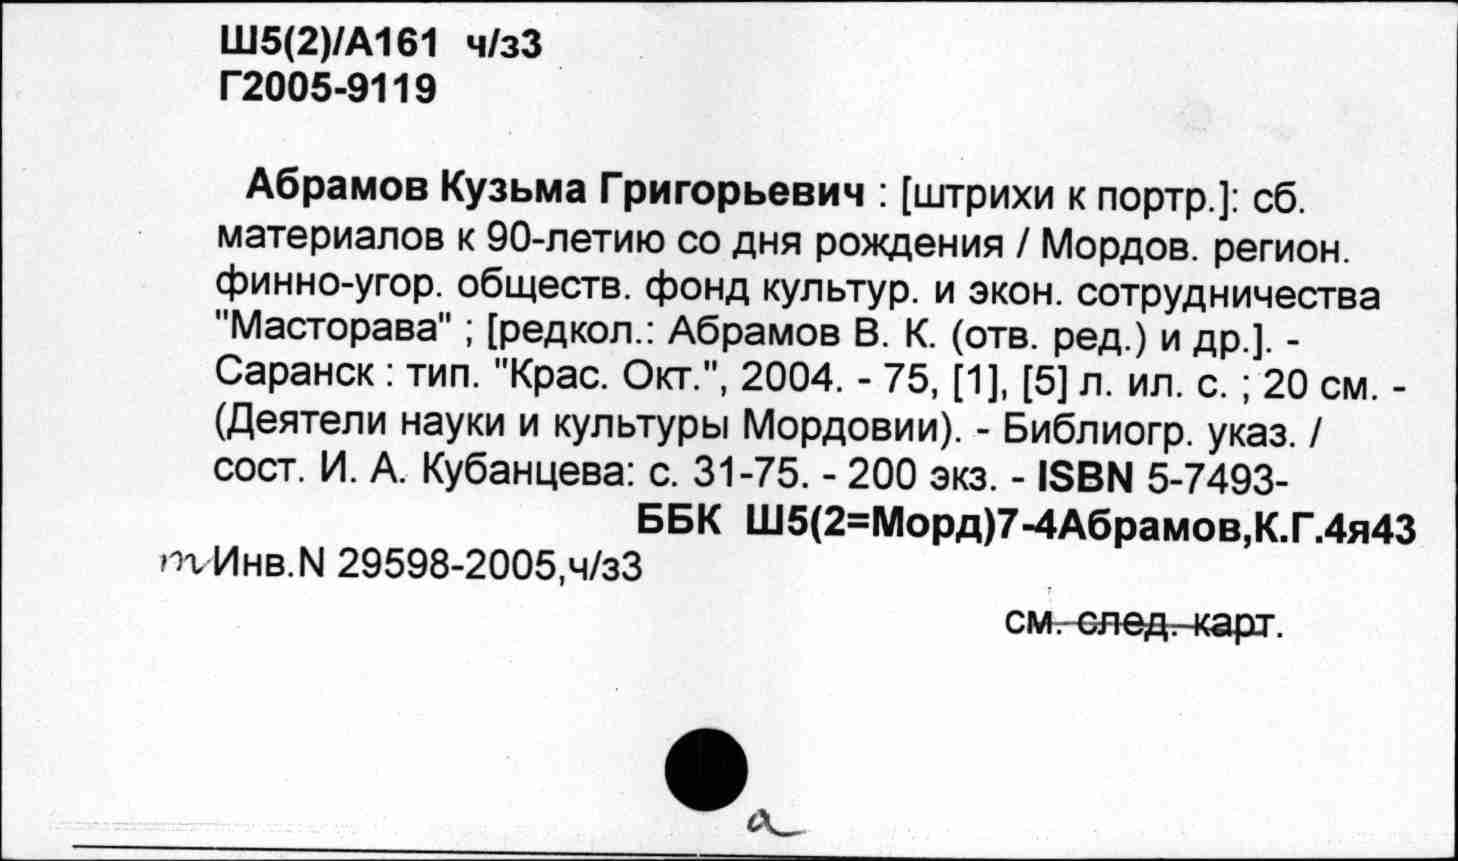 Ш5(2)/А161 ч/з3
Г2005-9119
Абрамов Кузьма Григорьевич : [штрихи к портр.]: сб.
материалов к 90-летию со дня рождения / Мордов. регион.
финно-угор. обществ. фонд культур. и экон. сотрудничества
"Масторава" ; [редкол.: Абрамов В. К. (отв. ред.) и др.]. -
Саранск : тип. "Крас. Окт.", 2004. - 75, [1], [5] л. ил. с. ; 20 см. -
(Деятели науки и культуры Мордовии). - Библиогр. указ. /
сост. И. А. Кубанцева: с. 31-75. - 200 экз. - ISBN 5-7493-
ББК Ш5(2=Морд)7-4Абрамов,К.Г.4я43
Инв.N 29598-2005,ч/з3
см. след. карт.
а